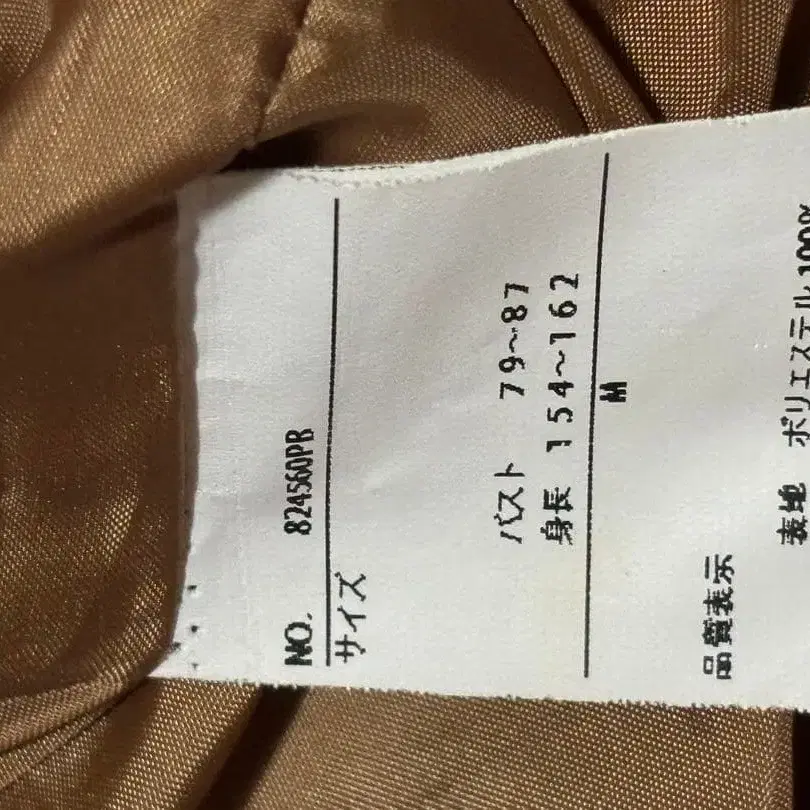 NO. 824560PB
サイズ
バスト 79~87
身長 154~162
M
品質表示
表地 ポリエステル100%